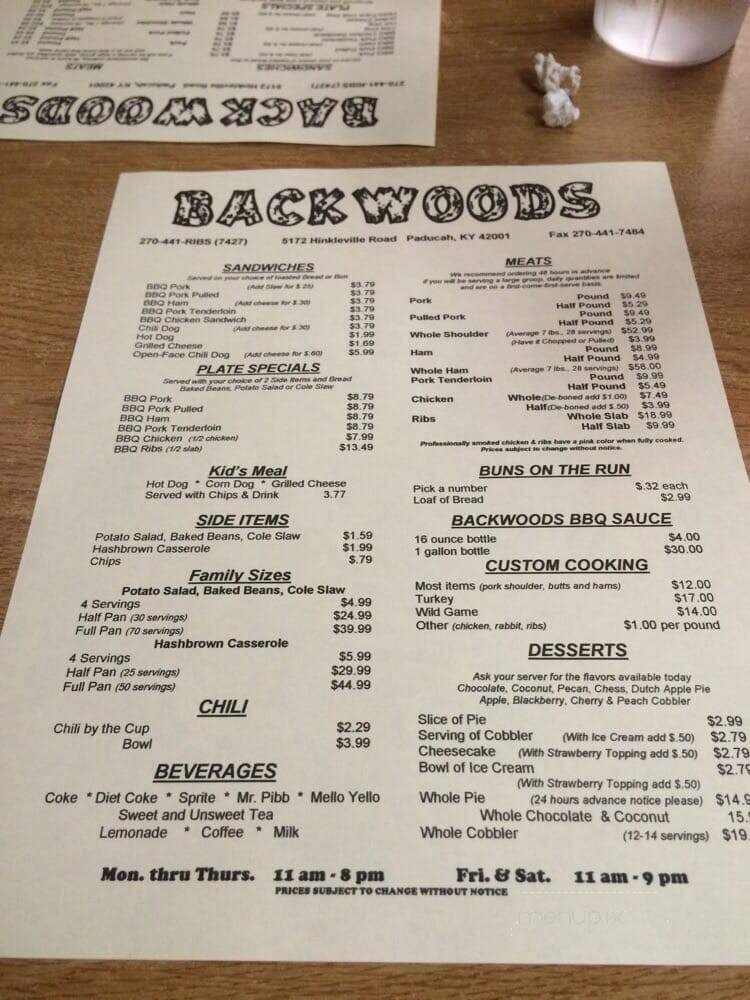 BACKWOODS
270-441-RIBS (7427) 5172 Hinkleville Road Paducah, KY 42001 Fax 270-441-7484
SANDWICHES
Served on your choice of toasted Bread or Bun
BBQ Pork (Add Slaw for $.25) $3.79
BBQ Pork Pulled $3.79
BBQ Ham (Add cheese for $.30) $3.79
BBQ Pork Tenderloin $3.79
BBQ Chicken Sandwich $3.79
Chili Dog (Add cheese for $.30) $3.79
Hot Dog $1.99
Grilled Cheese $1.69
Open-Face Chili Dog (Add cheese for $.60) $5.99
PLATE SPECIALS
Served with your choice of 2 Side Items and Bread
Baked Beans, Potato Salad or Cole Slaw
BBQ Pork $8.79
BBQ Pork Pulled $8.79
BBQ Ham $8.79
BBQ Pork Tenderloin $8.79
BBQ Chicken (1/2 chicken) $7.99
BBQ Ribs (1/2 slab) $13.49
Kid's Meal
Hot Dog * Corn Dog * Grilled Cheese
Served with Chips & Drink 3.77
SIDE ITEMS
Potato Salad, Baked Beans, Cole Slaw $1.59
Hashbrown Casserole $1.99
Chips $.79
Family Sizes
Potato Salad, Baked Beans, Cole Slaw
4 Servings $4.99
Half Pan (30 servings) $24.99
Full Pan (70 servings) $39.99
Hashbrown Casserole
4 Servings $5.99
Half Pan (25 servings) $29.99
Full Pan (50 servings) $44.99
CHILI
Chili by the Cup $2.29
Bowl $3.99
BEVERAGES
Coke * Diet Coke * Sprite * Mr. Pibb * Mello Yello
Sweet and Unsweet Tea
Lemonade * Coffee * Milk
MEATS
We recommend ordering 48 hours in advance
if you will be serving a large group, daily quantities are limited
and are on a first-come-first-serve basis.
Pork Pound $9.49
Half Pound $5.29
Pulled Pork Pound $9.49
Half Pound $5.29
Whole Shoulder (Average 7 lbs., 28 servings) $52.99
(Have it Chopped or Pulled) $3.99
Ham Pound $8.99
Half Pound $4.99
Whole Ham (Average 7 lbs., 28 servings) $58.00
Pork Tenderloin Pound $9.99
Half Pound $5.49
Chicken Whole(De-boned add $1.00) $7.49
Half(De-boned add $.50) $3.99
Ribs Whole Slab $18.99
Half Slab $9.99
Professionally smoked chicken & ribs have a pink color when fully cooked.
Prices subject to change without notice.
BUNS ON THE RUN
Pick a number $.32 each
Loaf of Bread $2.99
BACKWOODS BBQ SAUCE
16 ounce bottle $4.00
1 gallon bottle $30.00
CUSTOM COOKING
Most items (pork shoulder, butts and hams) $12.00
Turkey $17.00
Wild Game $14.00
Other (chicken, rabbit, ribs) $1.00 per pound
DESSERTS
Ask your server for the flavors available today
Chocolate, Coconut, Pecan, Chess, Dutch Apple Pie
Apple, Blackberry, Cherry & Peach Cobbler
Slice of Pie $2.99
Serving of Cobbler (With Ice Cream add $.50) $2.79
Cheesecake (With Strawberry Topping add $.50) $2.79
Bowl of Ice Cream $2.79
(With Strawberry Topping add $.50)
Whole Pie (24 hours advance notice please) $14.9
Whole Chocolate & Coconut 15.
Whole Cobbler (12-14 servings) $19.
Mon. thru Thurs. 11 am - 8 pm Fri. & Sat. 11 am - 9 pm
PRICES SUBJECT TO CHANGE WITHOUT NOTICE
menupix
BACKWOODS
270-441-RIBS (7427) 5172 Hinkleville Road Paducah, KY 42001 Fax 270-441-
SANDWICHES
MEATS
PLATE SPECIALS